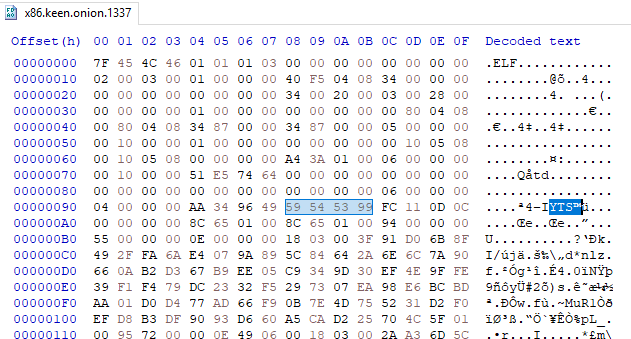 x86.keen.onion.1337
Offset(h) 00 01 02 03 04 05 06 07 08 09 0A 0B 0C 0D 0E 0F Decoded text
00000000 7F 45 4C 46 01 01 01 03 00 00 00 00 00 00 00 00 .ELF............
00000010 02 00 03 00 01 00 00 00 40 F5 04 08 34 00 00 00 ........@õ..4...
00000020 00 00 00 00 00 00 00 00 34 00 20 00 03 00 28 00 ........4. ...(.
00000030 00 00 00 00 01 00 00 00 00 00 00 00 00 80 04 08 .............€..
00000040 00 80 04 08 34 87 00 00 34 87 00 00 05 00 00 00 .€..4‡..4‡......
00000050 00 10 00 00 01 00 00 00 00 00 00 00 00 10 05 08 ................
00000060 00 10 05 08 00 00 00 00 A4 3A 01 00 06 00 00 00 ........¤:......
00000070 00 10 00 00 51 E5 74 64 00 00 00 00 00 00 00 00 ....Qåtd........
00000080 00 00 00 00 00 00 00 00 00 00 00 00 06 00 00 00 ................
00000090 04 00 00 00 AA 34 96 49 59 54 53 99 FC 11 0D 0C ....ª4–IYTS™ü...
000000A0 00 00 00 00 8C 65 01 00 8C 65 01 00 94 00 00 00 ....Œe..Œe..”...
000000B0 55 00 00 00 0E 00 00 00 18 03 00 3F 91 D0 6B 8F U..........?‘Ðk.
000000C0 49 2F FA 6A E4 07 9A 89 5C 84 64 2A 6E 6C 7A 90 I/újä.š‰\„d*nlz.
000000D0 66 0A B2 D3 67 B9 EE 05 C9 34 9D 30 EF 4E 9F FE f.²Óg¹î.É4.0ïNŸþ
000000E0 39 F1 F4 79 DC 23 32 F5 29 73 07 EA 98 E6 BC BD 9ñôyÜ#2õ)s.ê˜æ¼½
000000F0 AA 01 D0 D4 77 AD 66 F9 0B 7E 4D 75 52 31 D2 F0 ª.ÐÔw.fù.~MuR1Òð
00000100 EF D8 B3 DF 90 93 D6 60 A5 CA D2 25 70 4C 5F 01 ïØ³ß.“Ö`¥ÊÒ%pL_.
00000110 00 95 72 00 00 0E 49 06 00 18 03 00 2A A3 6D 5C .•r...I.....*£m\